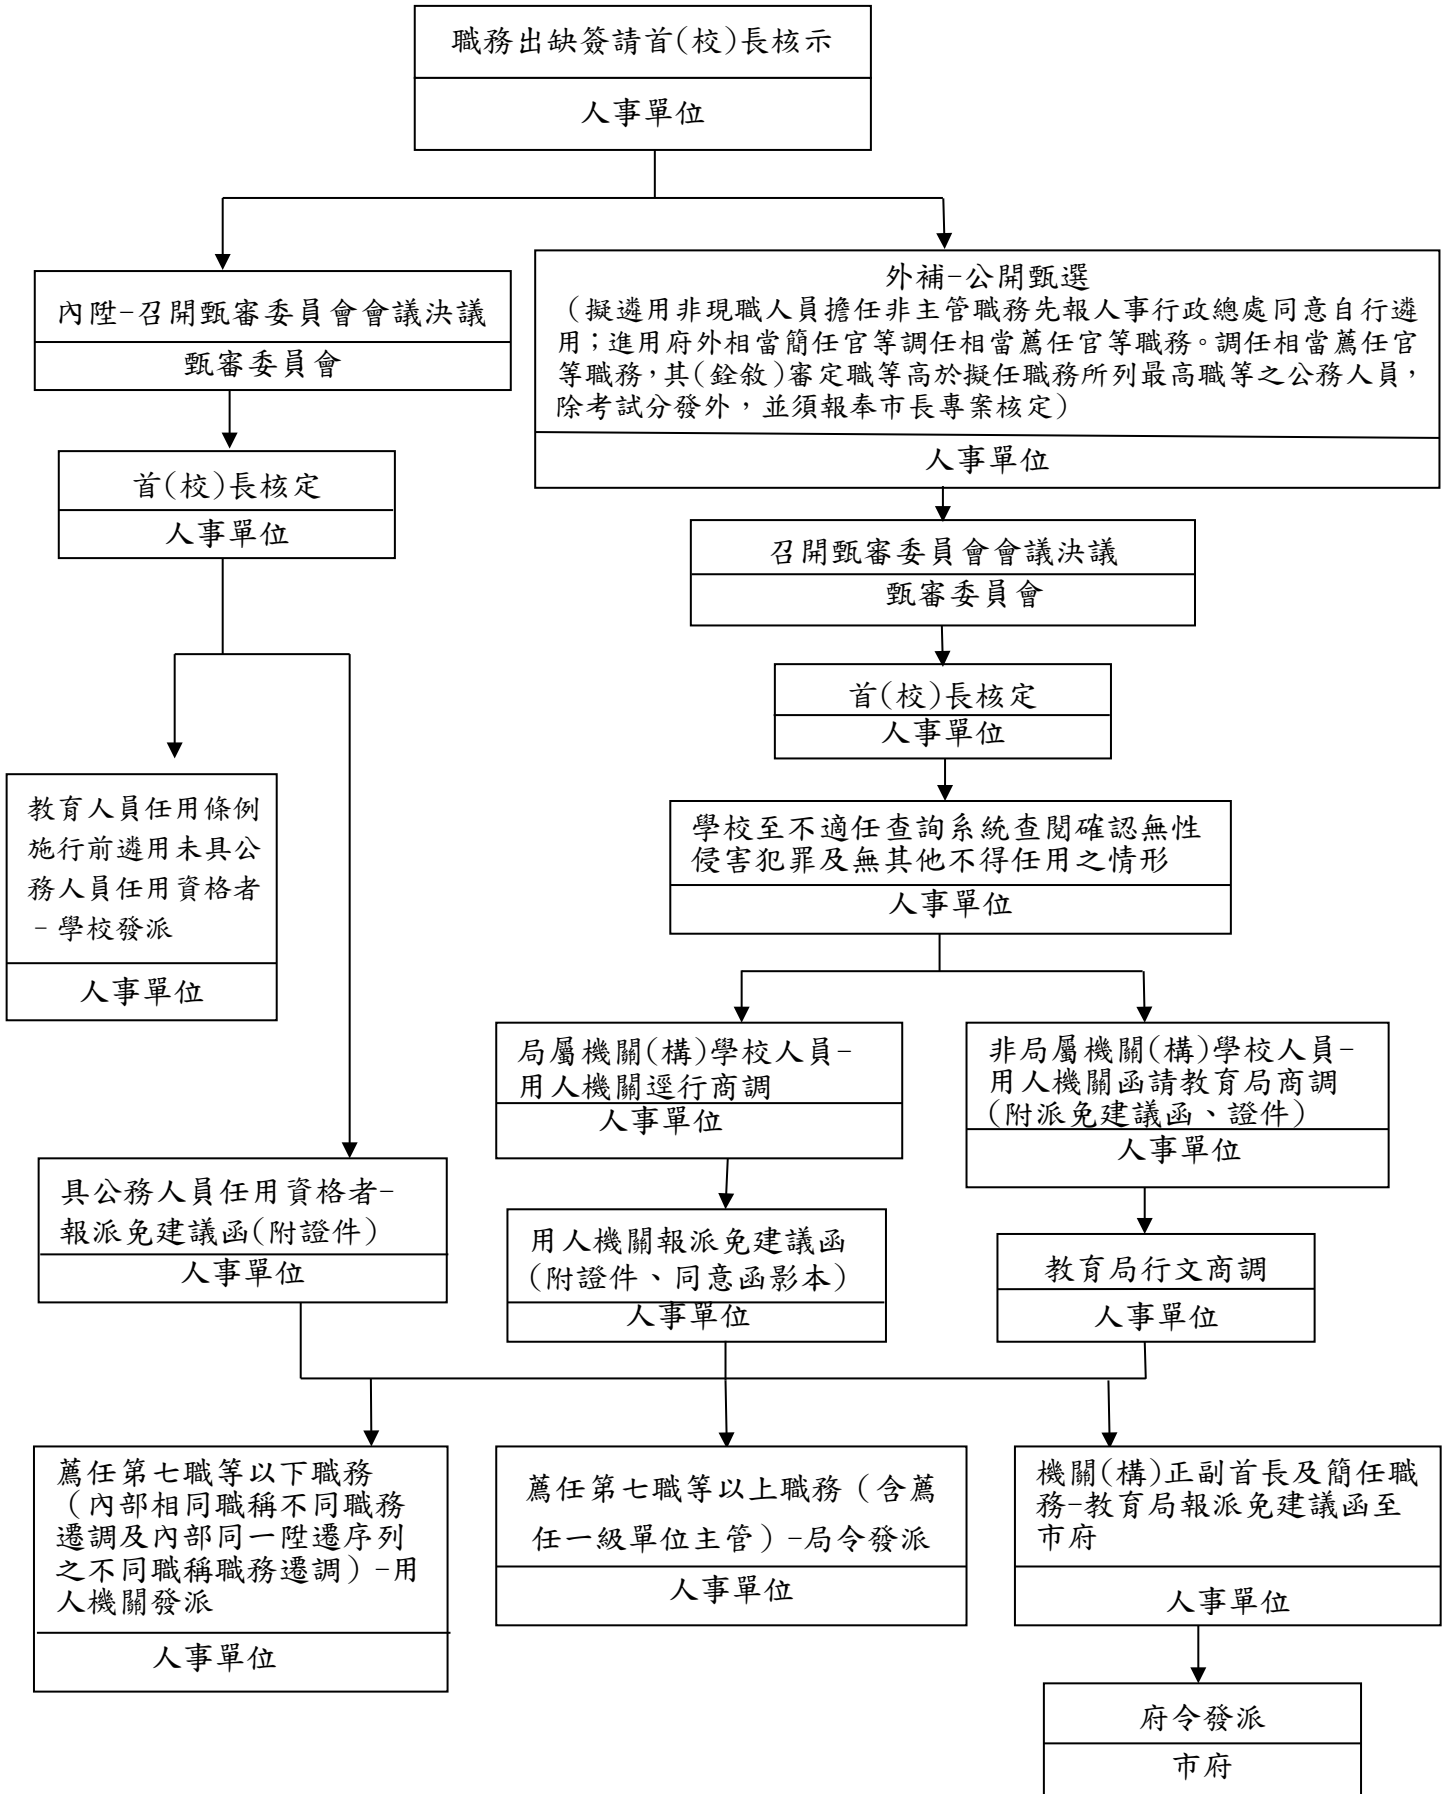 職務出缺簽請首(校)長核示
人事單位
內陞-召開甄審委員會會議決議
甄審委員會
外補-公開甄選
（擬遴用非現職人員擔任非主管職務先報人事行政總處同意自行遴
用；進用府外相當簡任官等調任相當薦任官等職務。調任相當薦任官
等職務，其(銓敘)審定職等高於擬任職務所列最高職等之公務人員，
除考試分發外，並須報奉市長專案核定）
人事單位
首(校)長核定
人事單位
召開甄審委員會會議決議
甄審委員會
首(校)長核定
人事單位
教育人員任用條例
施行前遴用未具公
務人員任用資格者
-學校發派
人事單位
學校至不適任查詢系統查閱確認無性
侵害犯罪及無其他不得任用之情形
人事單位
局屬機關(構)學校人員-
用人機關逕行商調
人事單位
非局屬機關(構)學校人員-
用人機關函請教育局商調
(附派免建議函、證件)
人事單位
具公務人員任用資格者-
報派免建議函(附證件)
人事單位
用人機關報派免建議函
(附證件、同意函影本)
人事單位
教育局行文商調
人事單位
薦任第七職等以下職務
（內部相同職稱不同職務
遷調及內部同一陞遷序列
之不同職稱職務遷調）-用
人機關發派
人事單位
薦任第七職等以上職務（含薦
任一級單位主管）-局令發派
人事單位
機關(構)正副首長及簡任職
務-教育局報派免建議函至
市府
人事單位
府令發派
市府